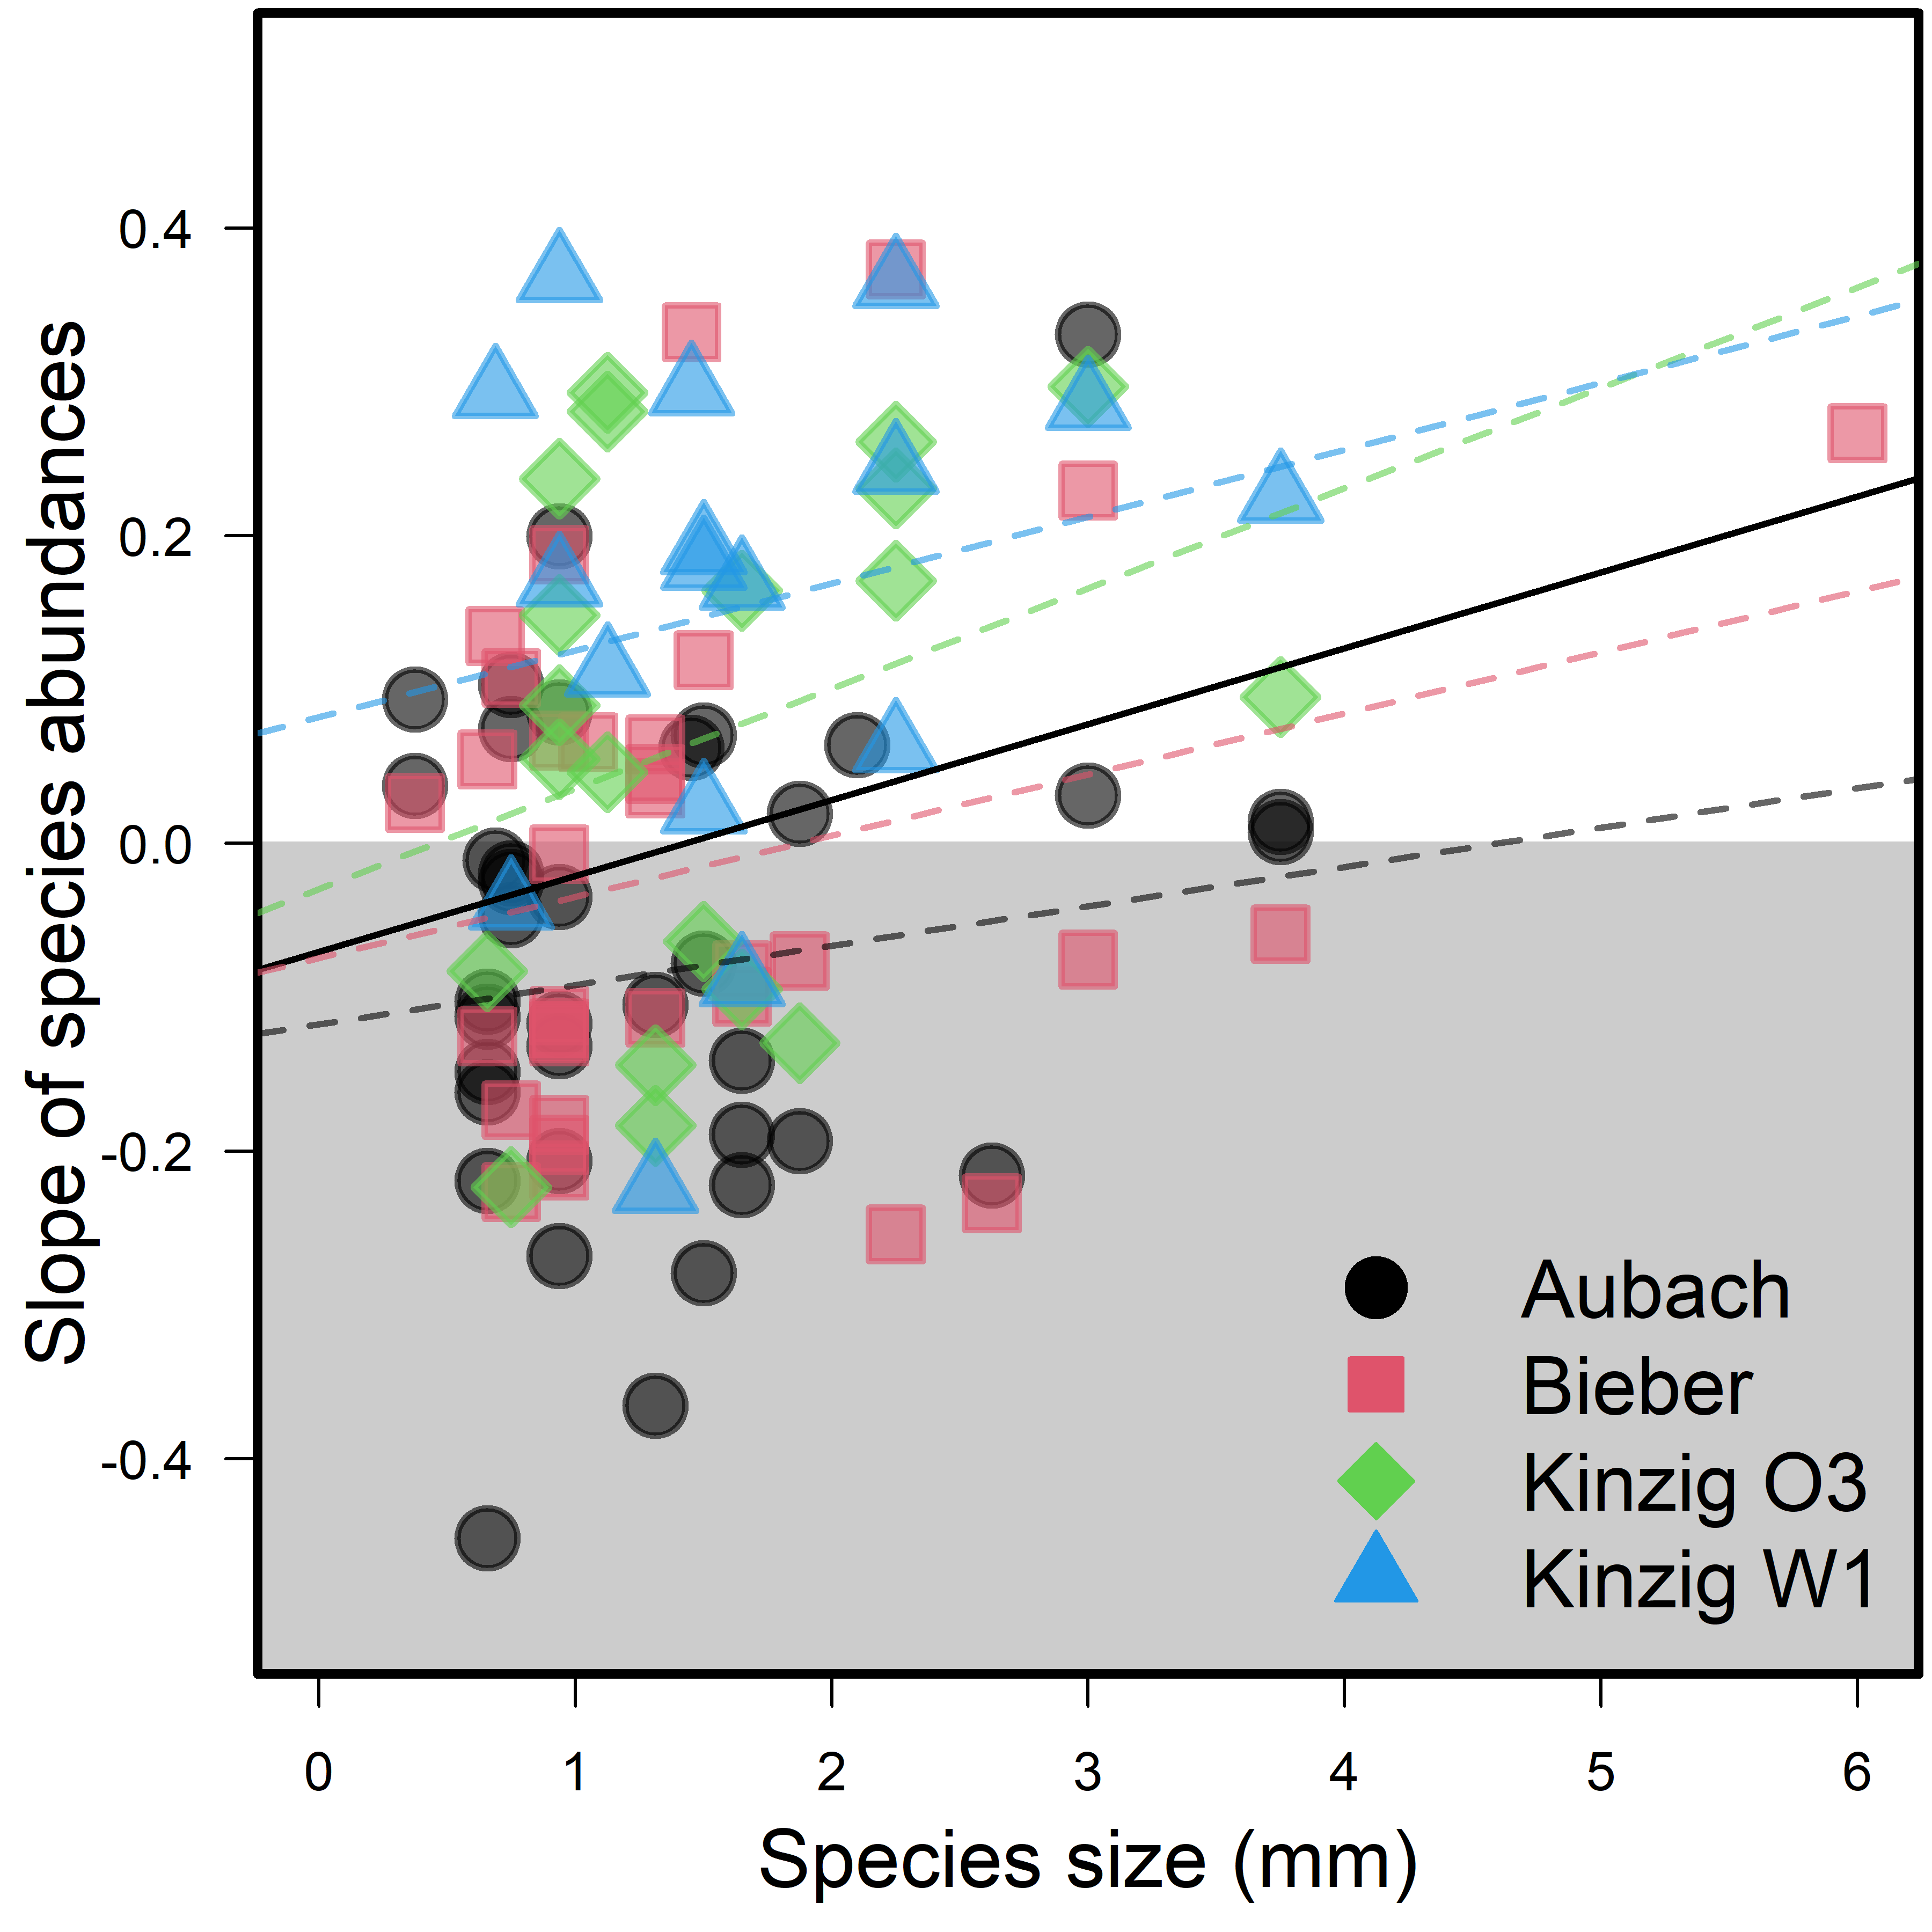 Slope of species abundances
0.4
0.2
0.0
-0.2
-0.4
Aubach
Bieber
Kinzig O3
Kinzig W1
0 1 2 3 4 5 6
Species size (mm)